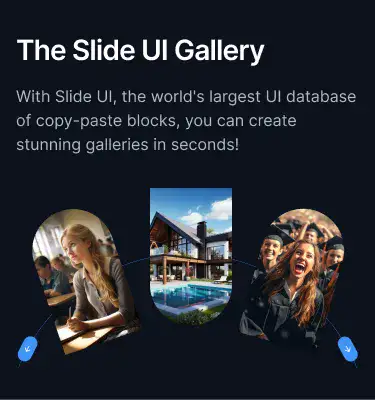 The Slide UI Gallery
With Slide UI, the world's largest UI database
of copy-paste blocks, you can create
stunning galleries in seconds!